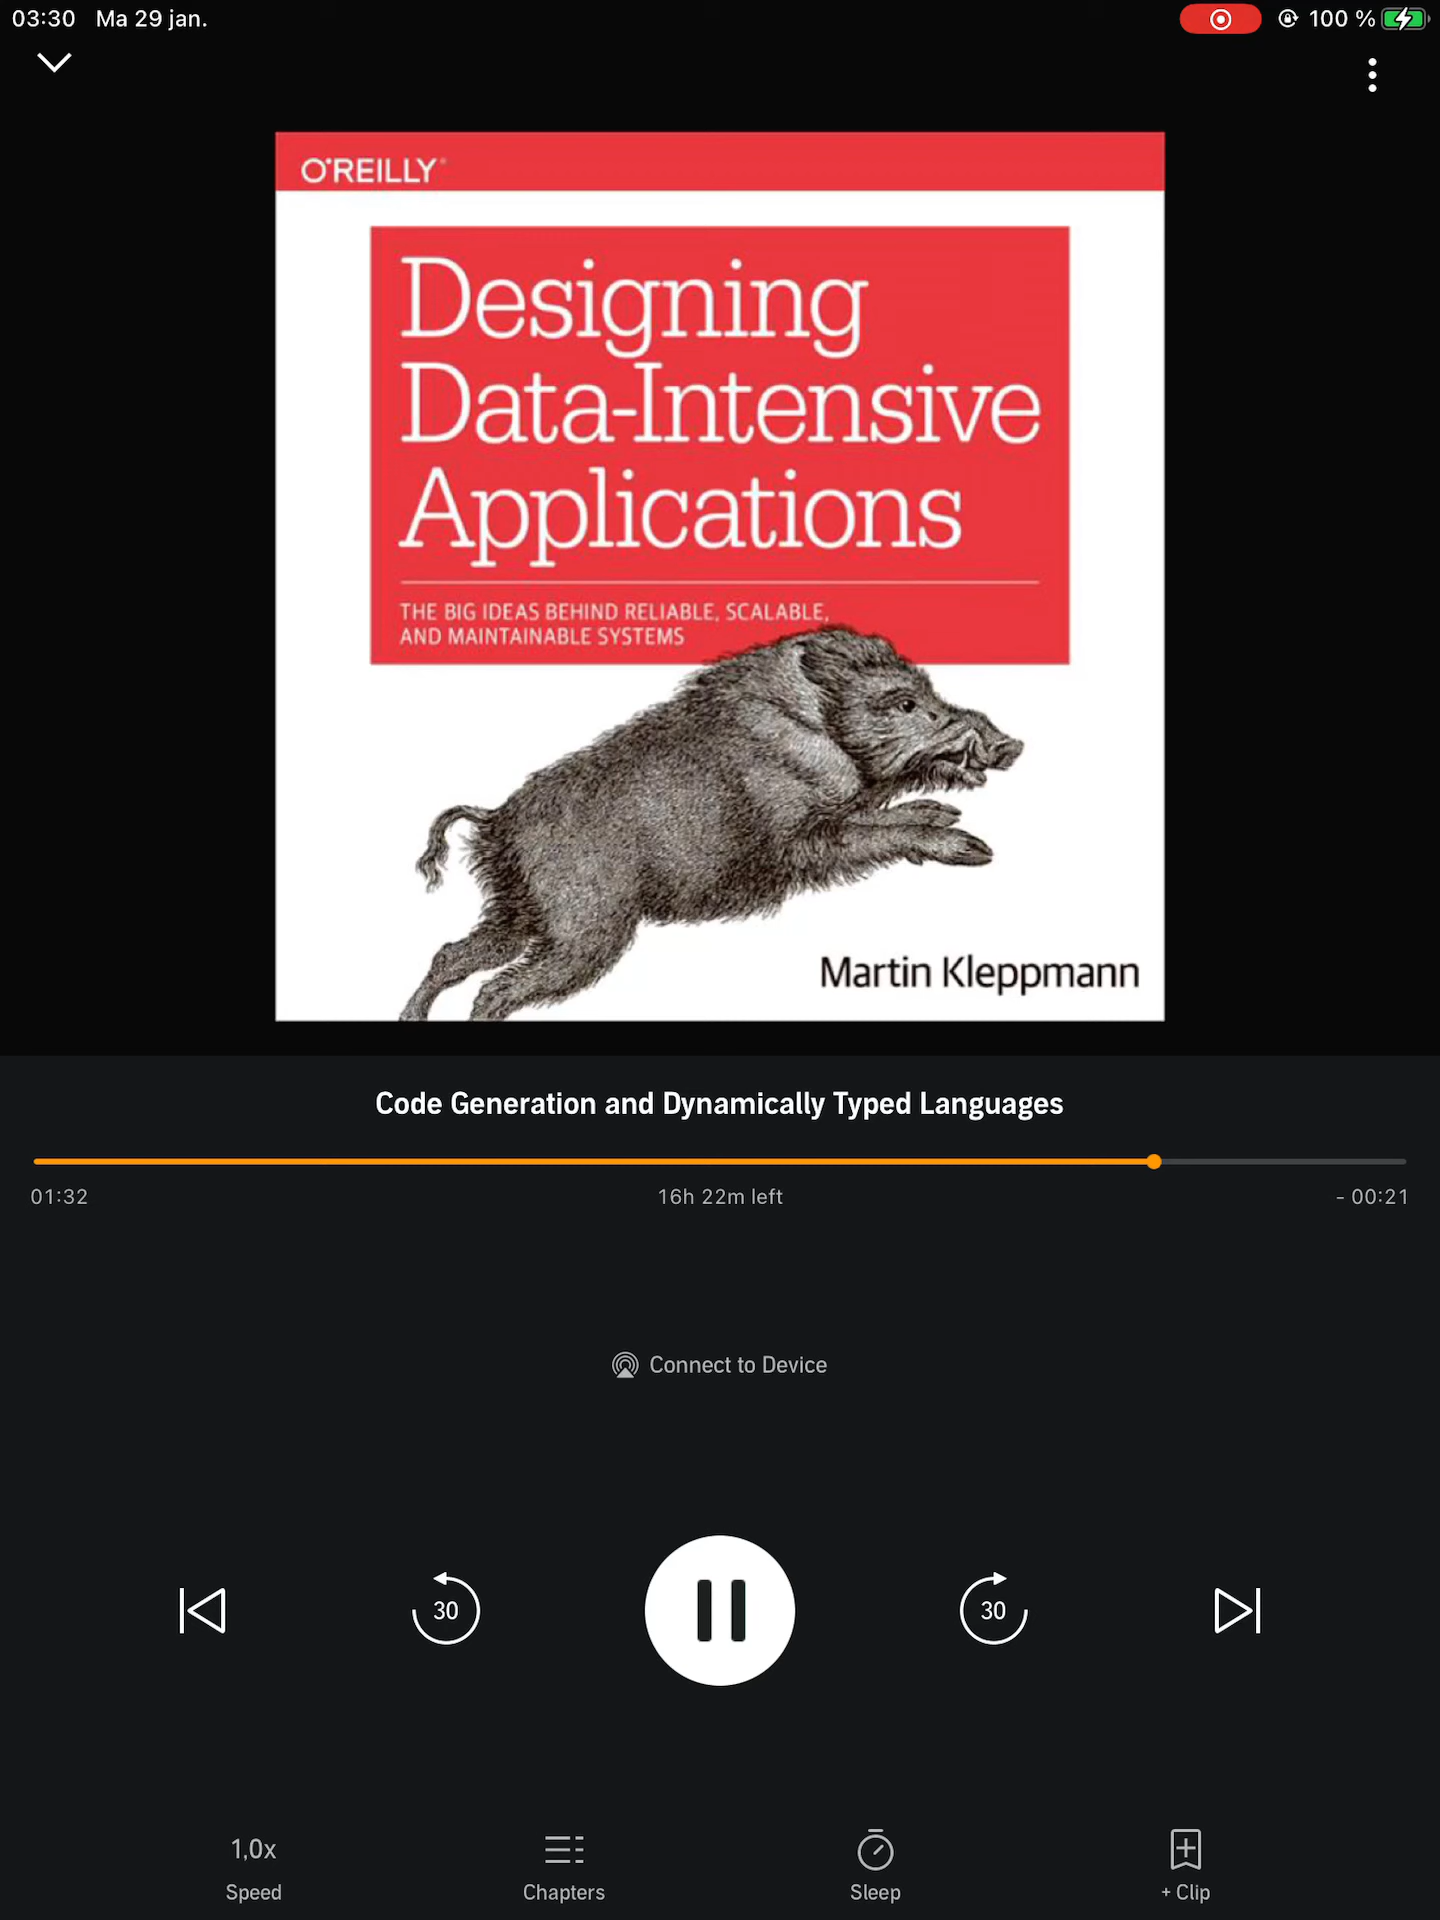 03:30 Ma 29 jan. 100 %
O'REILLY®
Designing
Data-Intensive
Applications
THE BIG IDEAS BEHIND RELIABLE, SCALABLE,
AND MAINTAINABLE SYSTEMS
Martin Kleppmann
Code Generation and Dynamically Typed Languages
01:32 16h 22m left - 00:21
Connect to Device
30 30
1,0x
Speed Chapters Sleep + Clip